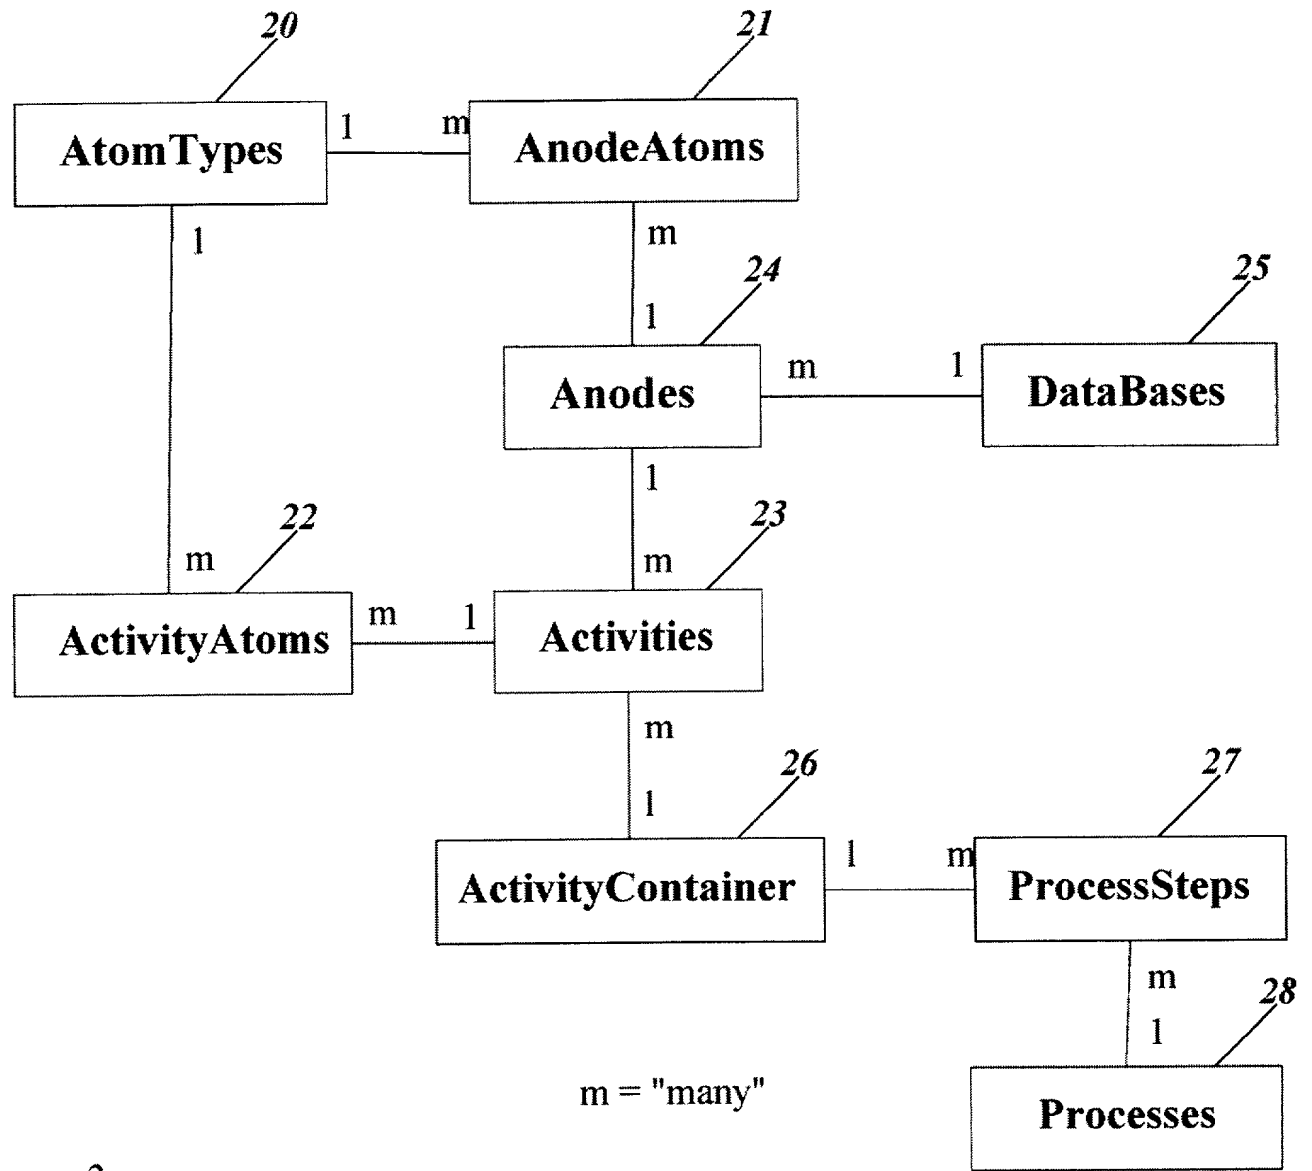 20
21
AtomTypes
1
m
AnodeAtoms
1
m
24
25
1
Anodes
m
1
DataBases
1
22
23
m
m
ActivityAtoms
m
1
Activities
m
26
27
1
ActivityContainer
1
m
ProcessSteps
m
28
1
m = "many"
Processes